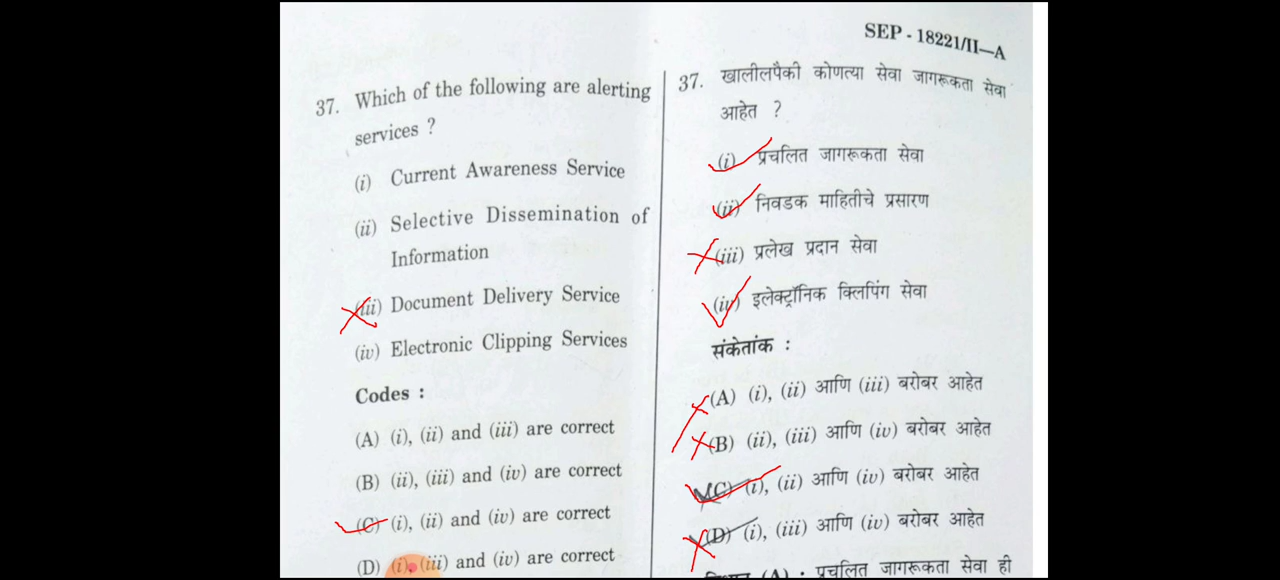 SEP - 18221/II—A
37. Which of the following are alerting
services ?
(i) Current Awareness Service
(ii) Selective Dissemination of
Information
(iii) Document Delivery Service
(iv) Electronic Clipping Services
Codes :
(A) (i), (ii) and (iii) are correct
(B) (ii), (iii) and (iv) are correct
(C) (i), (ii) and (iv) are correct
(D) (i), (iii) and (iv) are correct
37. खालीलपैकी कोणत्या सेवा जागरूकता सेवा
आहेत ?
(i) प्रचलित जागरूकता सेवा
(ii) निवडक माहितीचे प्रसारण
(iii) प्रलेख प्रदान सेवा
(iv) इलेक्ट्रॉनिक क्लिपिंग सेवा
संकेतांक :
(A) (i), (ii) आणि (iii) बरोबर आहेत
(B) (ii), (iii) आणि (iv) बरोबर आहेत
(C) (i), (ii) आणि (iv) बरोबर आहेत
(D) (i), (iii) आणि (iv) बरोबर आहेत
(A) : प्रचलित जागरूकता सेवा ही